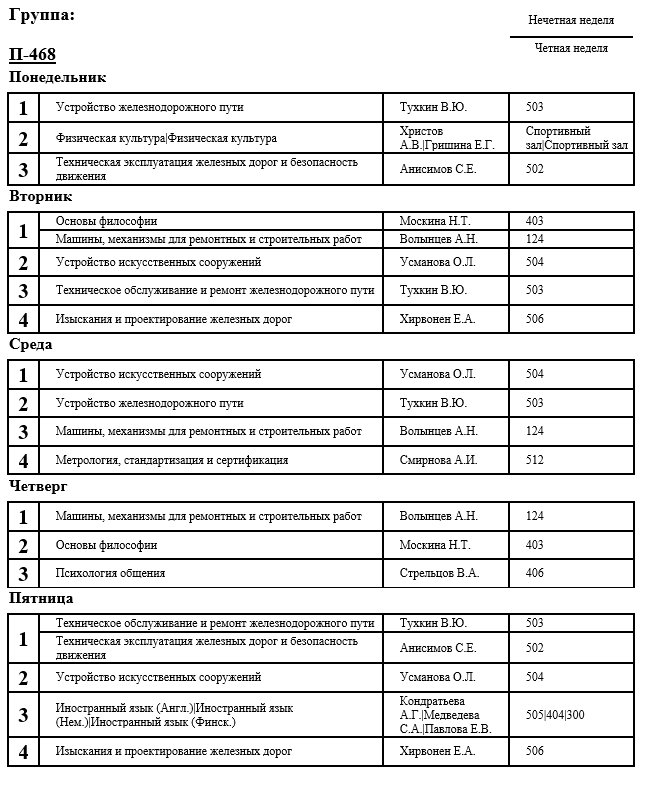 Группа:
Нечетная неделя
П-468
Четная неделя
Понедельник
1 Устройство железнодорожного пути Тухкин В.Ю. 503
2 Физическая культура|Физическая культура Христов А.В.|Гришина Е.Г. Спортивный зал|Спортивный зал
3 Техническая эксплуатация железных дорог и безопасность движения Анисимов С.Е. 502
Вторник
1 Основы философии Москина Н.Т. 403
Машины, механизмы для ремонтных и строительных работ Волынцев А.Н. 124
2 Устройство искусственных сооружений Усманова О.Л. 504
3 Техническое обслуживание и ремонт железнодорожного пути Тухкин В.Ю. 503
4 Изыскания и проектирование железных дорог Хирвонен Е.А. 506
Среда
1 Устройство искусственных сооружений Усманова О.Л. 504
2 Устройство железнодорожного пути Тухкин В.Ю. 503
3 Машины, механизмы для ремонтных и строительных работ Волынцев А.Н. 124
4 Метрология, стандартизация и сертификация Смирнова А.И. 512
Четверг
1 Машины, механизмы для ремонтных и строительных работ Волынцев А.Н. 124
2 Основы философии Москина Н.Т. 403
3 Психология общения Стрельцов В.А. 406
Пятница
1 Техническое обслуживание и ремонт железнодорожного пути Тухкин В.Ю. 503
Техническая эксплуатация железных дорог и безопасность движения Анисимов С.Е. 502
2 Устройство искусственных сооружений Усманова О.Л. 504
3 Иностранный язык (Англ.)|Иностранный язык (Нем.)|Иностранный язык (Финск.) Кондратьева А.Г.|Медведева С.А.|Павлова Е.В. 505|404|300
4 Изыскания и проектирование железных дорог Хирвонен Е.А. 506